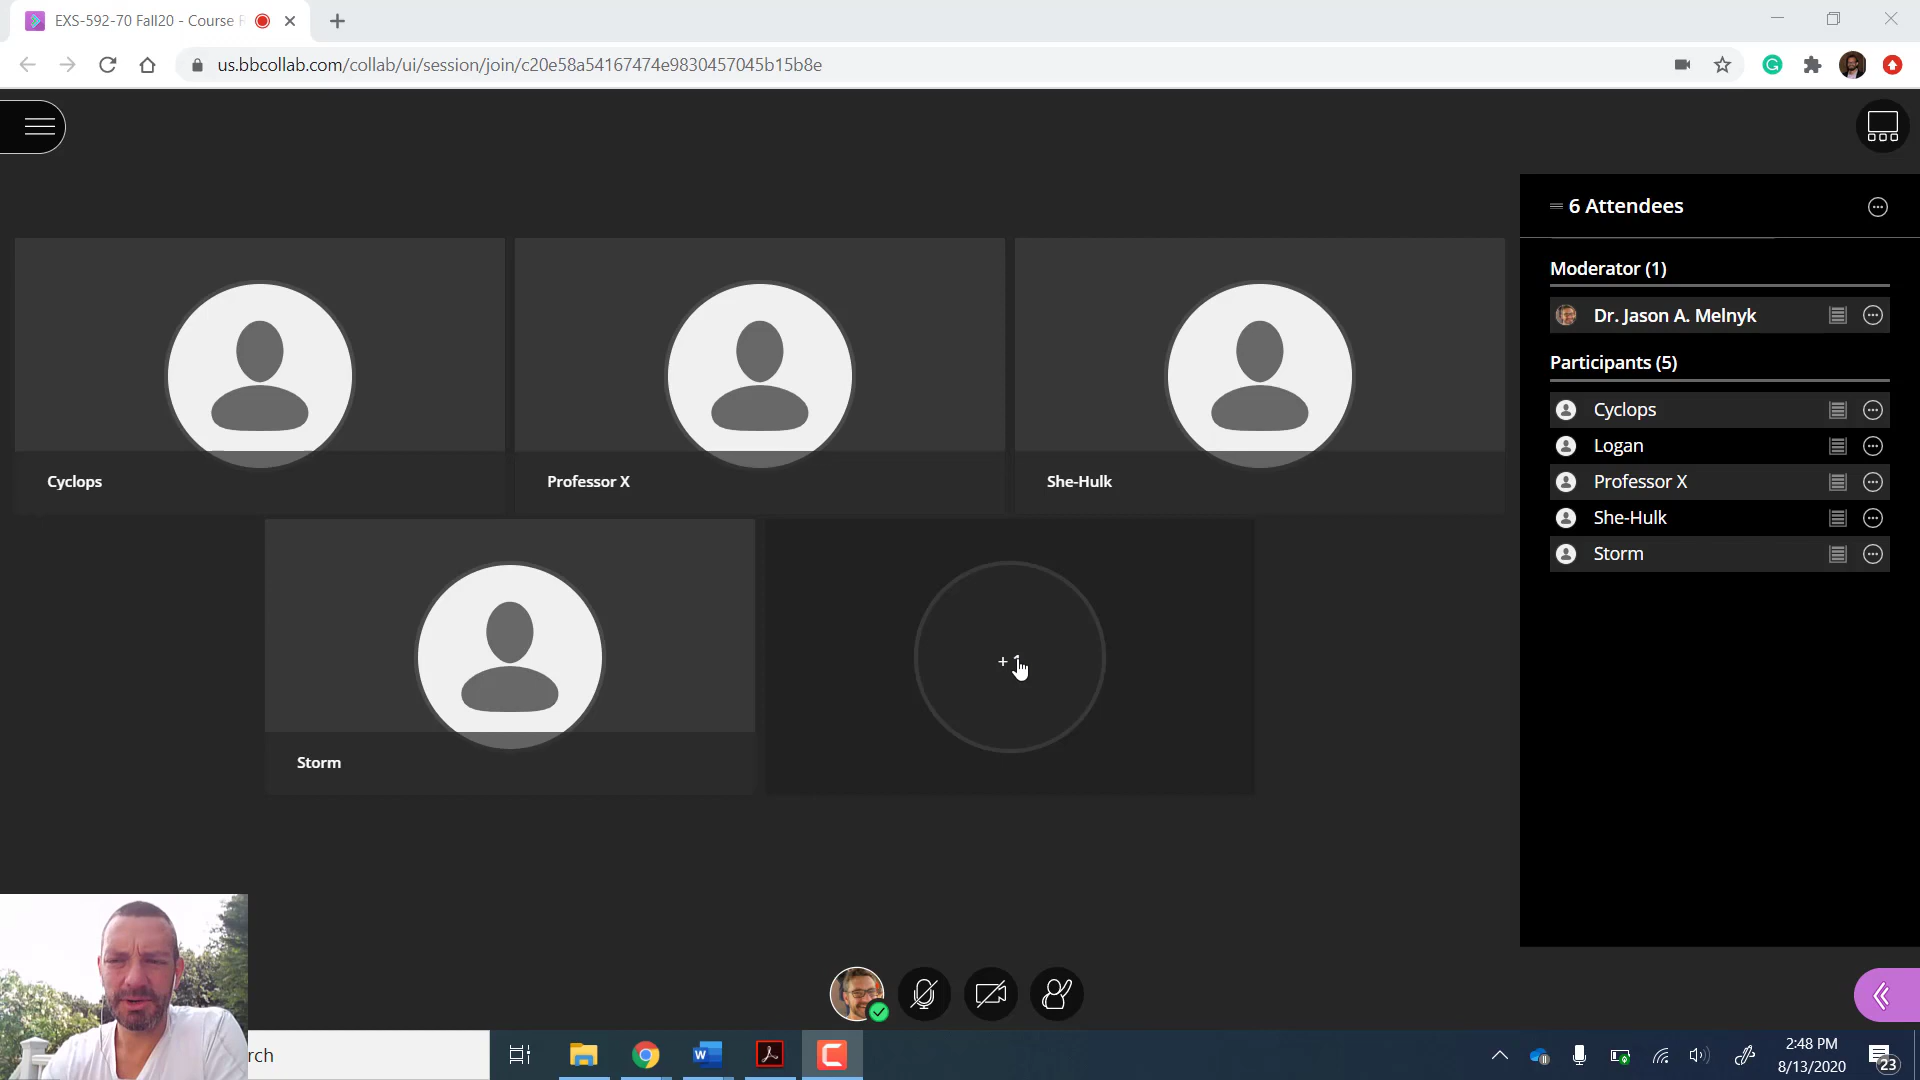 EXS-592-70 Fall20 - Course
us.bbcollab.com/collab/ui/session/join/c20e58a54167474e9830457045b15b8e
6 Attendees
Moderator (1)
Dr. Jason A. Melnyk
Participants (5)
Cyclops
Logan
Professor X
She-Hulk
Storm
Cyclops
Professor X
She-Hulk
Storm
+
rch
2:48 PM
8/13/2020
23